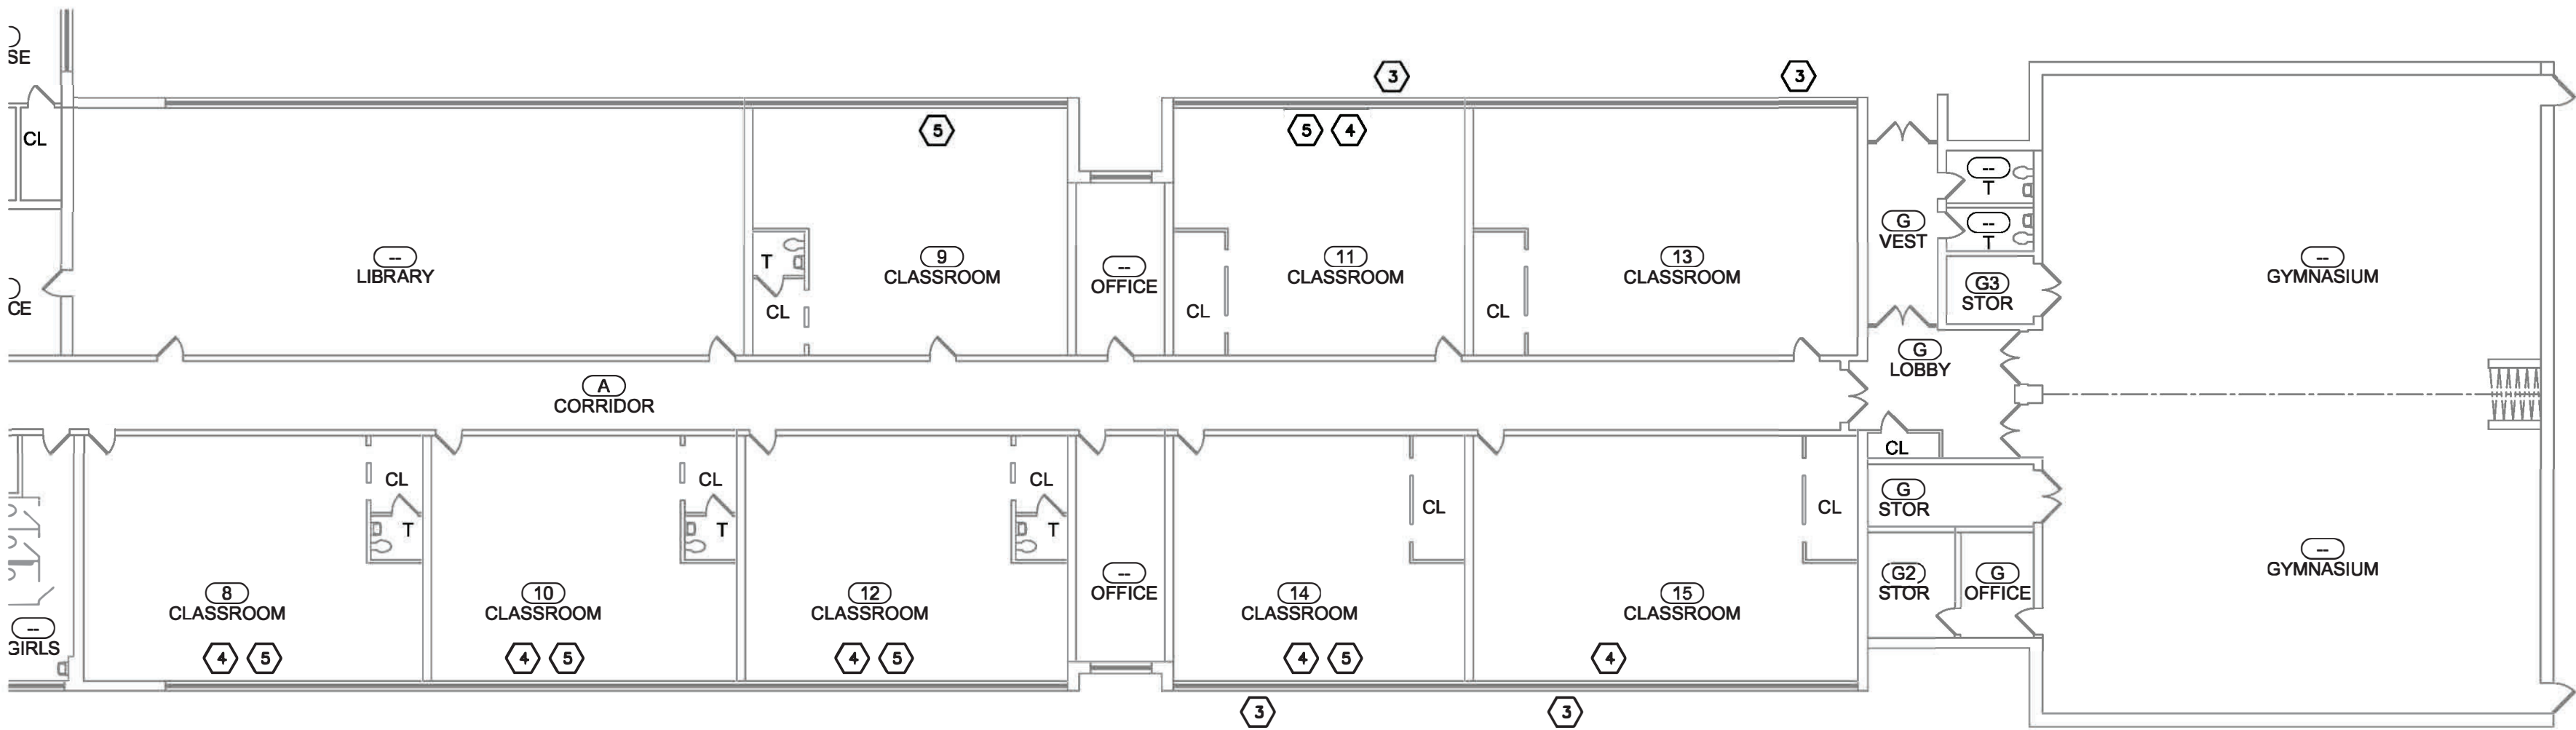 SE
3
3
CL
5
5
4
--
T
--
T
G
VEST
--
LIBRARY
T
CL
9
CLASSROOM
--
OFFICE
CL
11
CLASSROOM
CL
13
CLASSROOM
G3
STOR
--
GYMNASIUM
CE
A
CORRIDOR
G
LOBBY
CL
CL
CL
CL
T
T
T
CL
CL
G
STOR
8
CLASSROOM
10
CLASSROOM
12
CLASSROOM
--
OFFICE
14
CLASSROOM
15
CLASSROOM
G2
STOR
G
OFFICE
--
GYMNASIUM
--
GIRLS
4
5
4
5
4
5
4
5
4
3
3